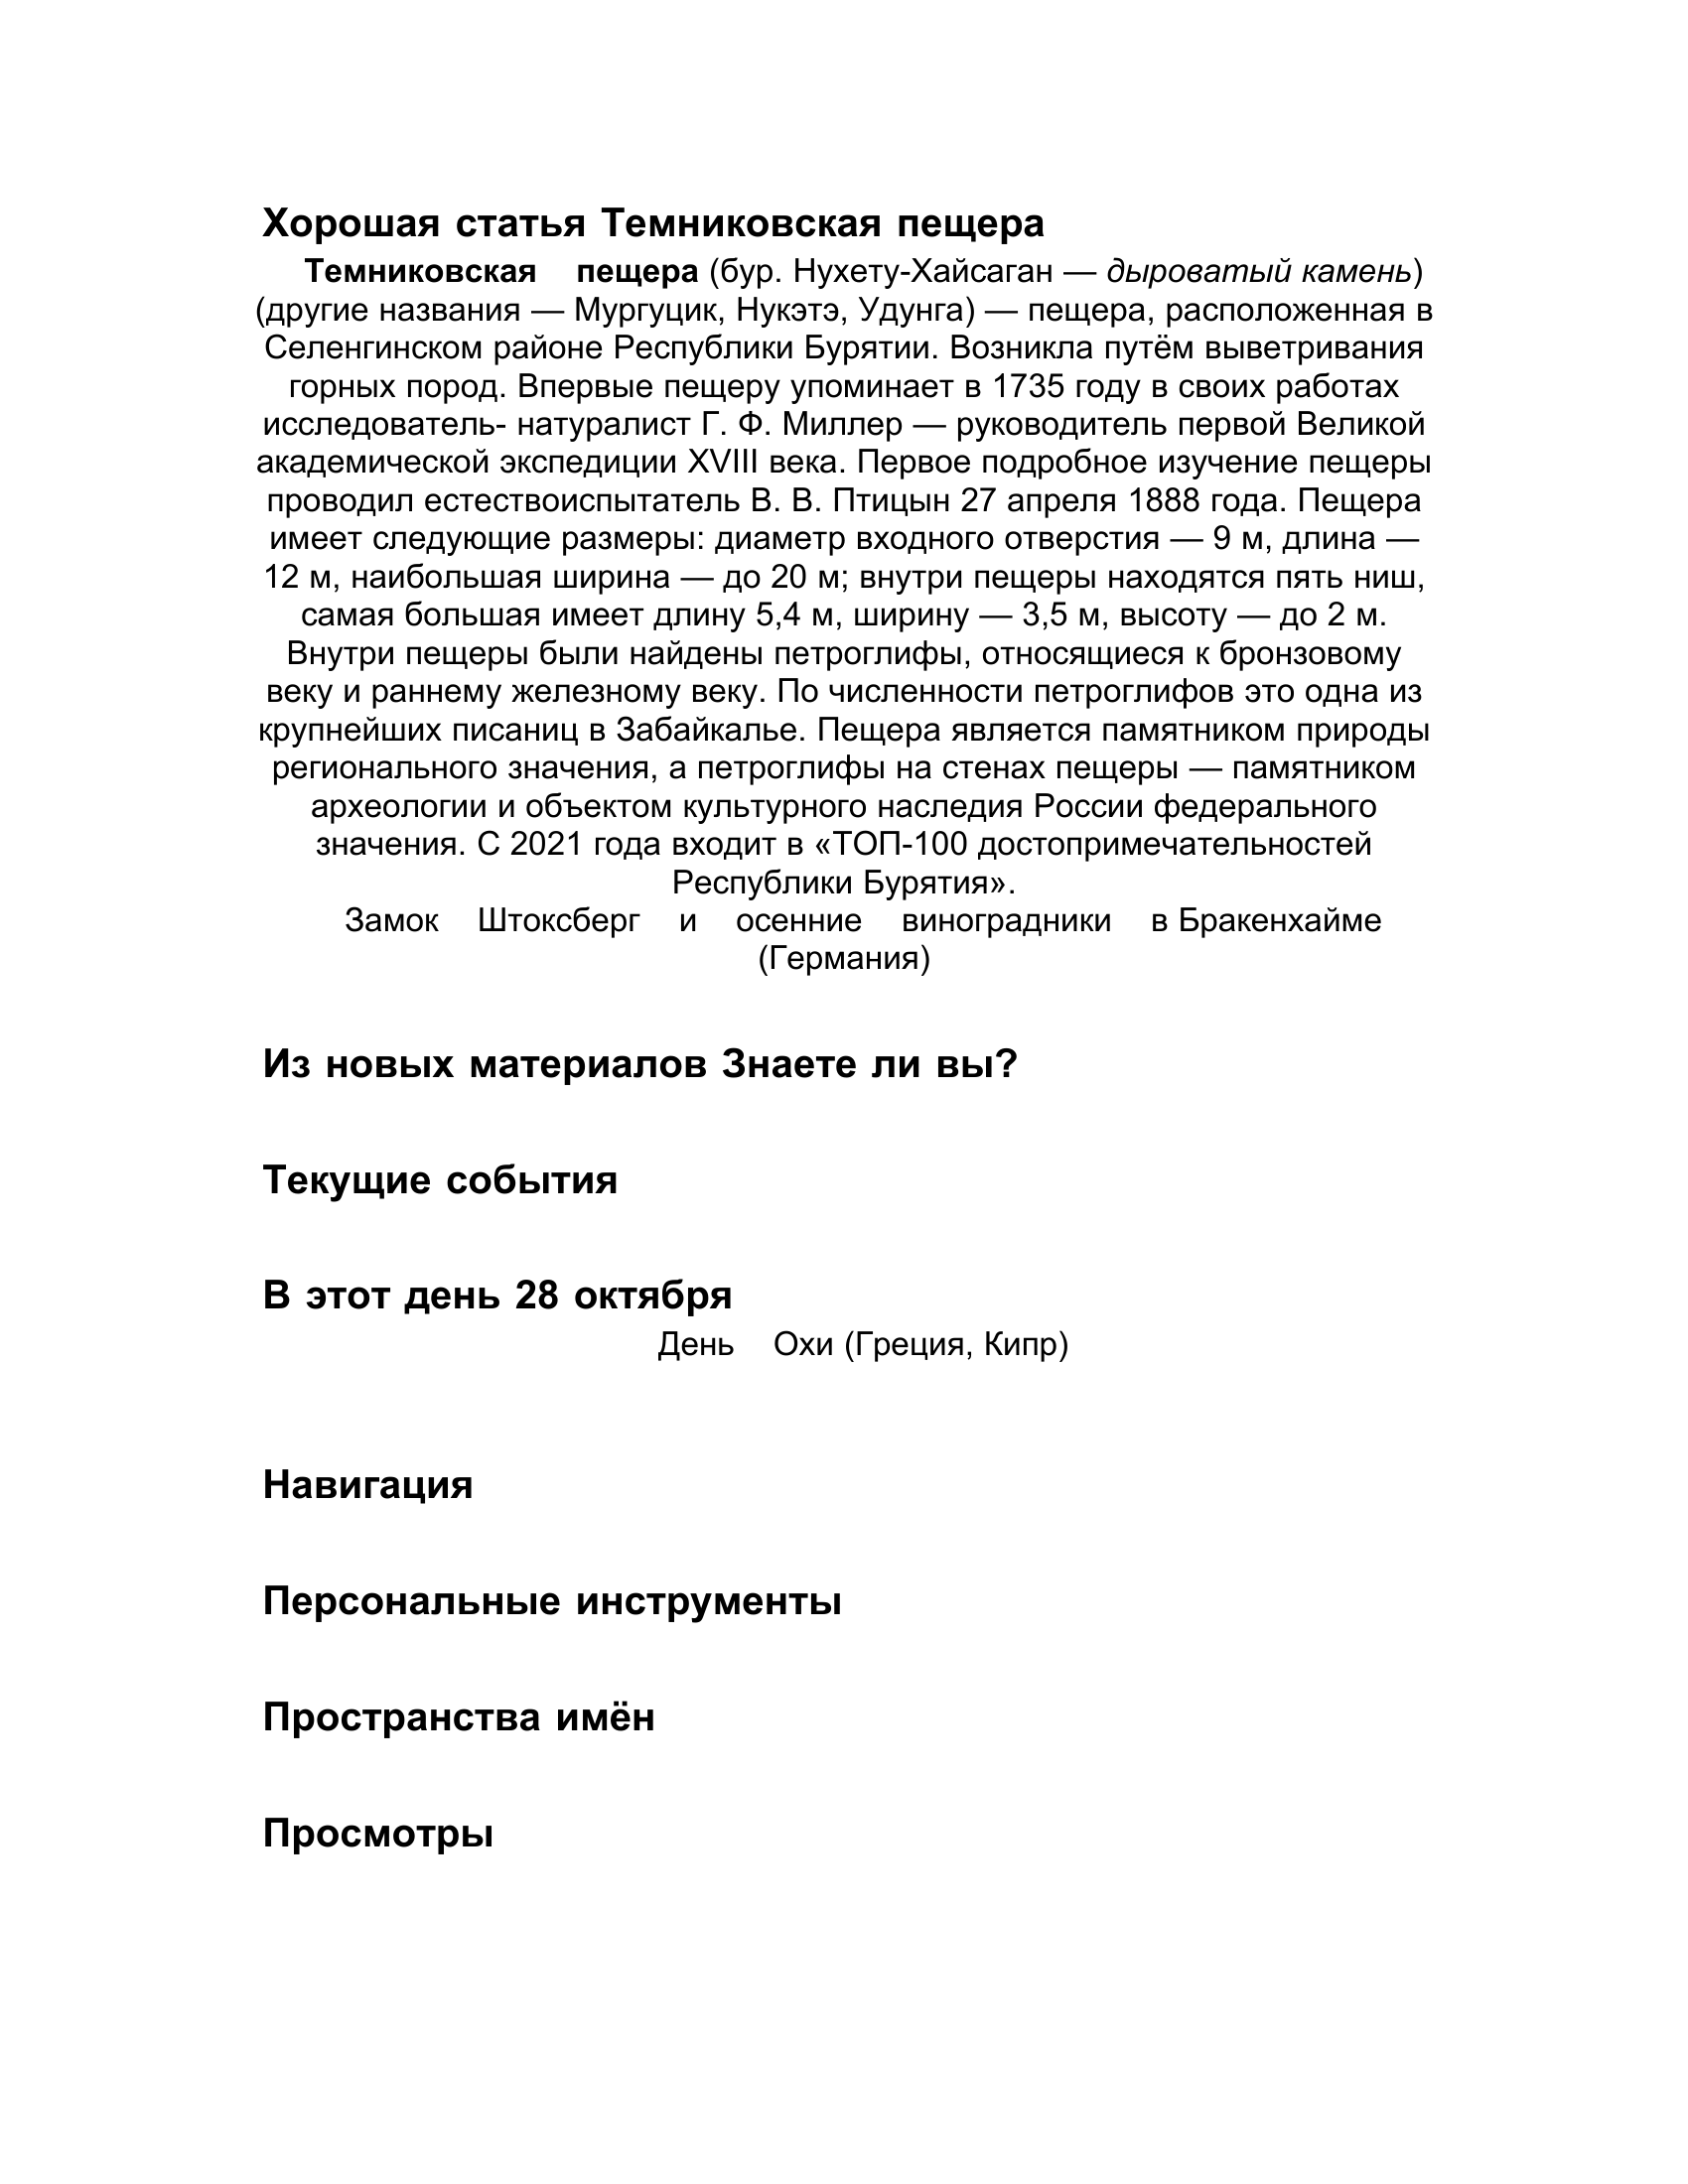 Хорошая статья Темниковская пещера
Темниковская пещера (бур. Нухету-Хайсаган — дыроватый камень)
(другие названия — Мургуцик, Нукэтэ, Удунга) — пещера, расположенная в
Селенгинском районе Республики Бурятии. Возникла путём выветривания
горных пород. Впервые пещеру упоминает в 1735 году в своих работах
исследователь- натуралист Г. Ф. Миллер — руководитель первой Великой
академической экспедиции XVIII века. Первое подробное изучение пещеры
проводил естествоиспытатель В. В. Птицын 27 апреля 1888 года. Пещера
имеет следующие размеры: диаметр входного отверстия — 9 м, длина —
12 м, наибольшая ширина — до 20 м; внутри пещеры находятся пять ниш,
самая большая имеет длину 5,4 м, ширину — 3,5 м, высоту — до 2 м.
Внутри пещеры были найдены петроглифы, относящиеся к бронзовому
веку и раннему железному веку. По численности петроглифов это одна из
крупнейших писаниц в Забайкалье. Пещера является памятником природы
регионального значения, а петроглифы на стенах пещеры — памятником
археологии и объектом культурного наследия России федерального
значения. С 2021 года входит в «ТОП-100 достопримечательностей
Республики Бурятия».
Замок Штоксберг и осенние виноградники в Бракенхайме
(Германия)
Из новых материалов Знаете ли вы?
Текущие события
В этот день 28 октября
День Охи (Греция, Кипр)
Навигация
Персональные инструменты
Пространства имён
Просмотры